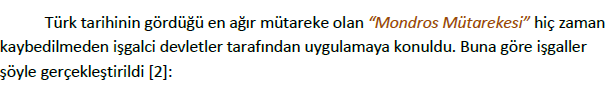 Türk tarihinin gördüğü en ağır mütareke olan “Mondros Mütarekesi” hiç zaman
kaybedilmeden işgalci devletler tarafından uygulamaya konuldu. Buna göre işgaller
şöyle gerçekleştirildi [2]: